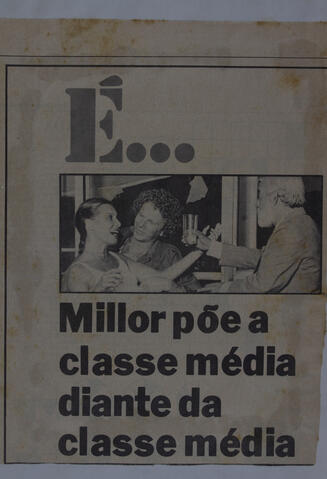 É...
Millor põe a
classe média
diante da
classe média